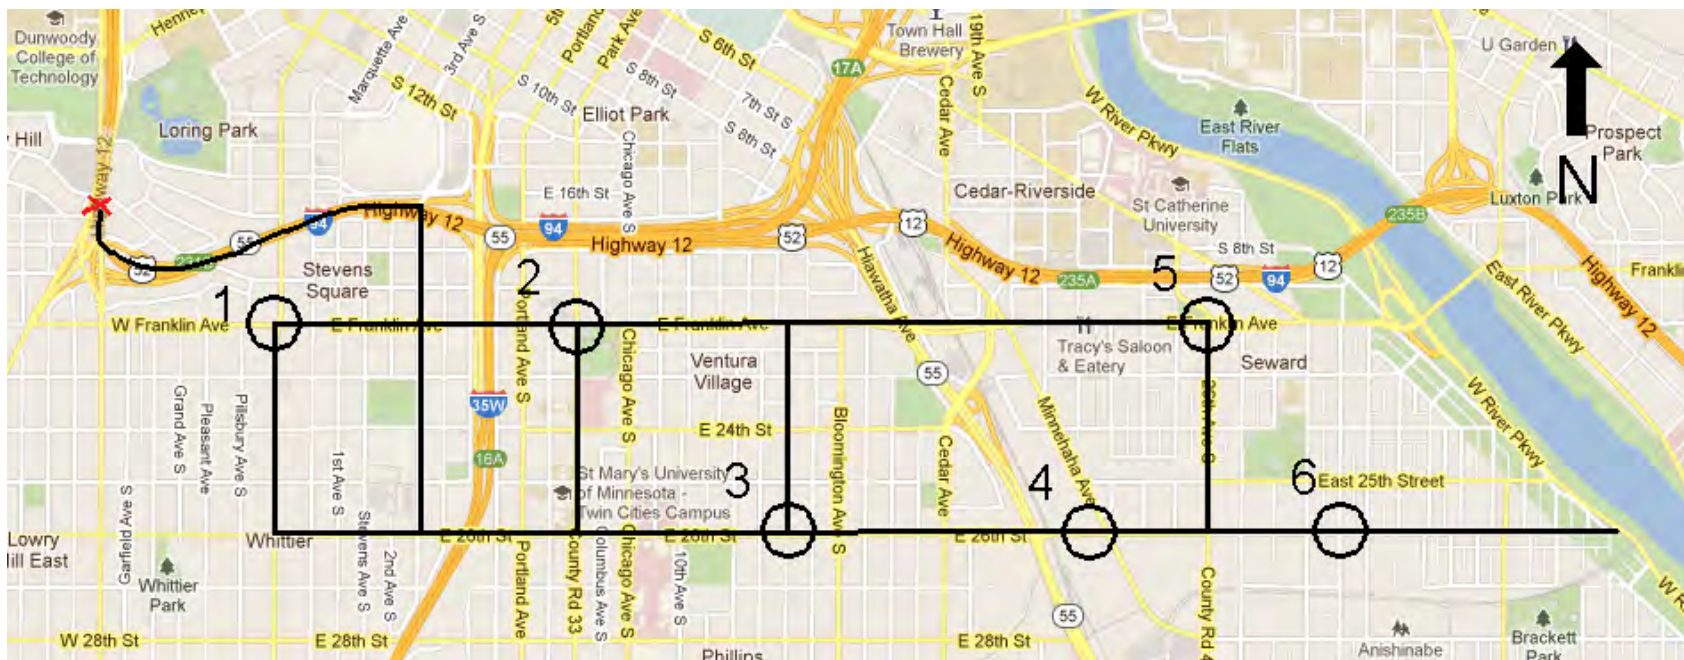 Dunwoody
College of
Technology
Henne
Marquette Ave
3rd Ave S
5th
Portland
Park Ave
S 12th St
S 10th St
S 8th St
S 6th St
7th St S
S 8th St
Elliot Park
17A
Town Hall
Brewery
19th Ave S
Cedar Ave
W River Pkwy
East River
Flats
U Garden
N
Prospect
Park
Luxton Park
y Hill
Loring Park
Chicago Ave S
E 16th St
Cedar-Riverside
St Catherine
University
S 8th St
235B
Highway 12
94
55
52
Highway 12
55
94
Highway 12
52
12
Highway 12
235A
52
94
12
Highway 12
Franklin
East River Pkwy
Stevens
Square
Hiawatha Ave
1
2
5
W Franklin Ave
E Franklin Ave
E Franklin Ave
E Franklin Ave
Portland Ave S
Chicago Ave S
Ventura
Village
Tracy's Saloon
& Eatery
Seward
55
35W
16A
E 24th St
Grand Ave S
Pleasant Ave
Pillsbury Ave S
1st Ave S
Bloomington Ave S
Cedar Ave
Minnehaha Ave
26th Ave S
W River Pkwy
St Mary's University
of Minnesota -
Twin Cities Campus
3
4
6
East 25th Street
Garfield Ave S
Stevens Ave S
2nd Ave S
Lowry
ill East
Whittier
E 26th St
E 26th St
E 26th St
Whittier
Park
Portland Ave
County Rd 33
Columbus Ave S
Chicago Ave S
10th Ave S
55
County Rd 4
W R
W 28th St
E 28th St
E 28th St
Phillips
Anishinabe
Brackett
Park